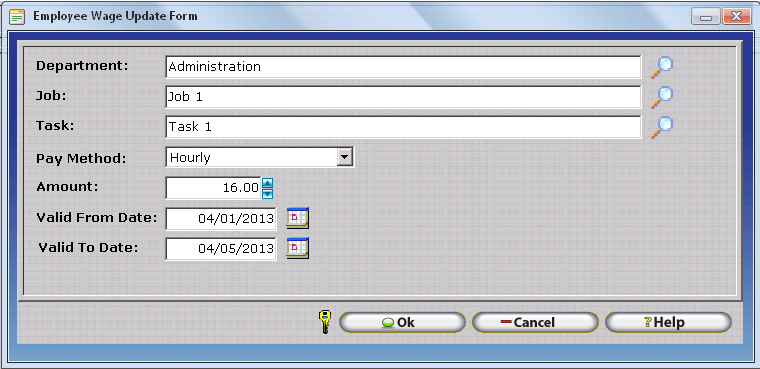 Employee Wage Update Form
Department: Administration
Job: Job 1
Task: Task 1
Pay Method: Hourly
Amount: 16.00
Valid From Date: 04/01/2013
Valid To Date: 04/05/2013
Ok Cancel ? Help